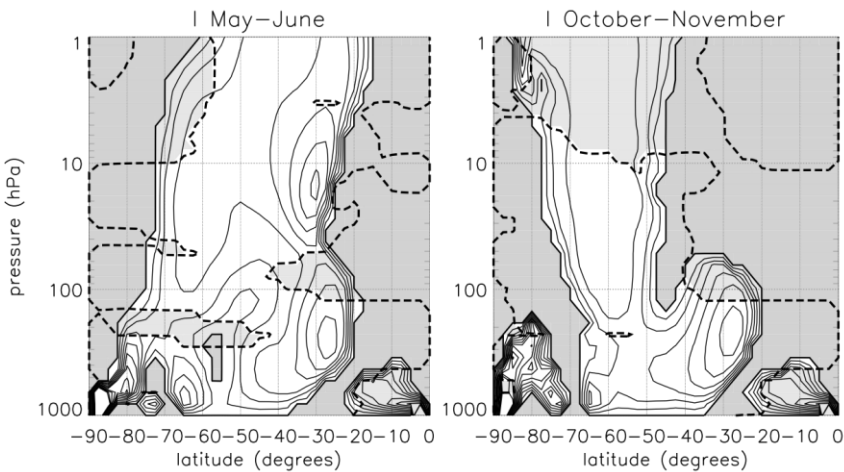 l May−June
l October−November
pressure (hPa)
1
10
100
1000
1
10
100
1000
−90−80−70−60−50−40−30−20−10 0
−90−80−70−60−50−40−30−20−10 0
latitude (degrees)
latitude (degrees)